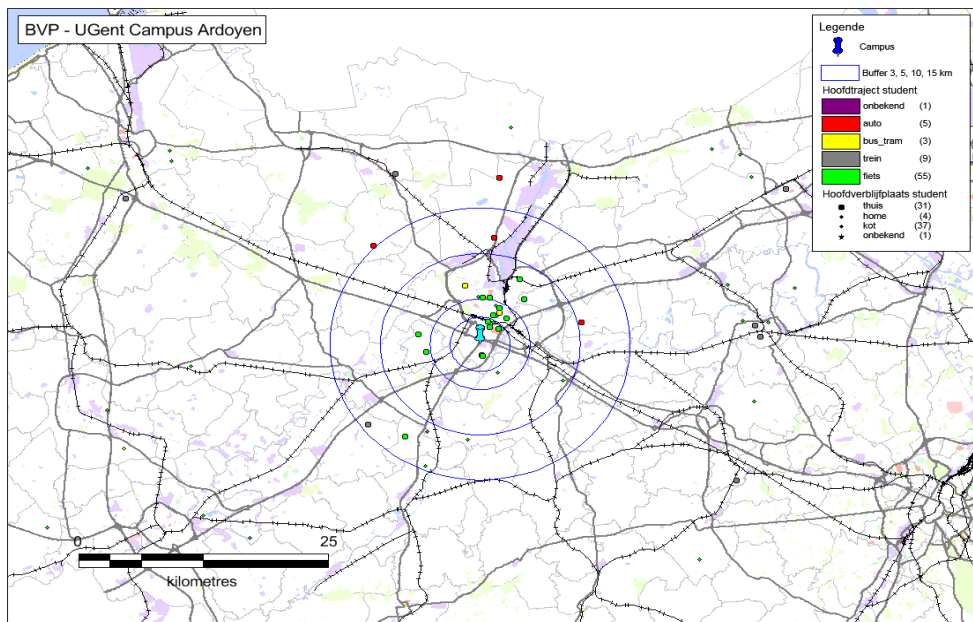 BVP - UGent Campus Ardoyen
Legende
Campus
Buffer 3, 5, 10, 15 km
Hoofdtraject student
onbekend (1)
auto (5)
bus_tram (3)
trein (9)
fiets (55)
Hoofdverblijfplaats student
thuis (31)
home (4)
kot (37)
onbekend (1)
0 25
kilometres